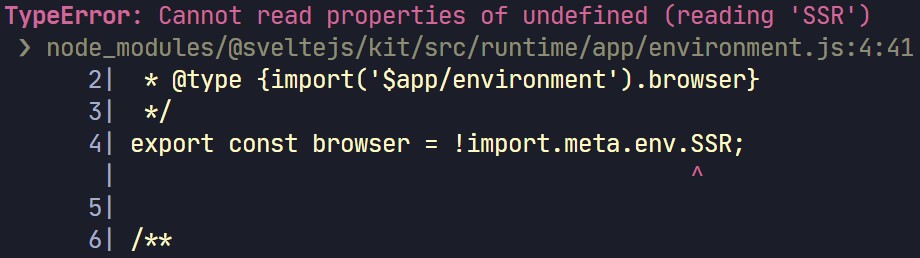 TypeError: Cannot read properties of undefined (reading 'SSR')
❯ node_modules/@sveltejs/kit/src/runtime/app/environment.js:4:41
2|  * @type {import('$app/environment').browser}
3|  */
4| export const browser = !import.meta.env.SSR;
|                                         ^
5|
6| /**